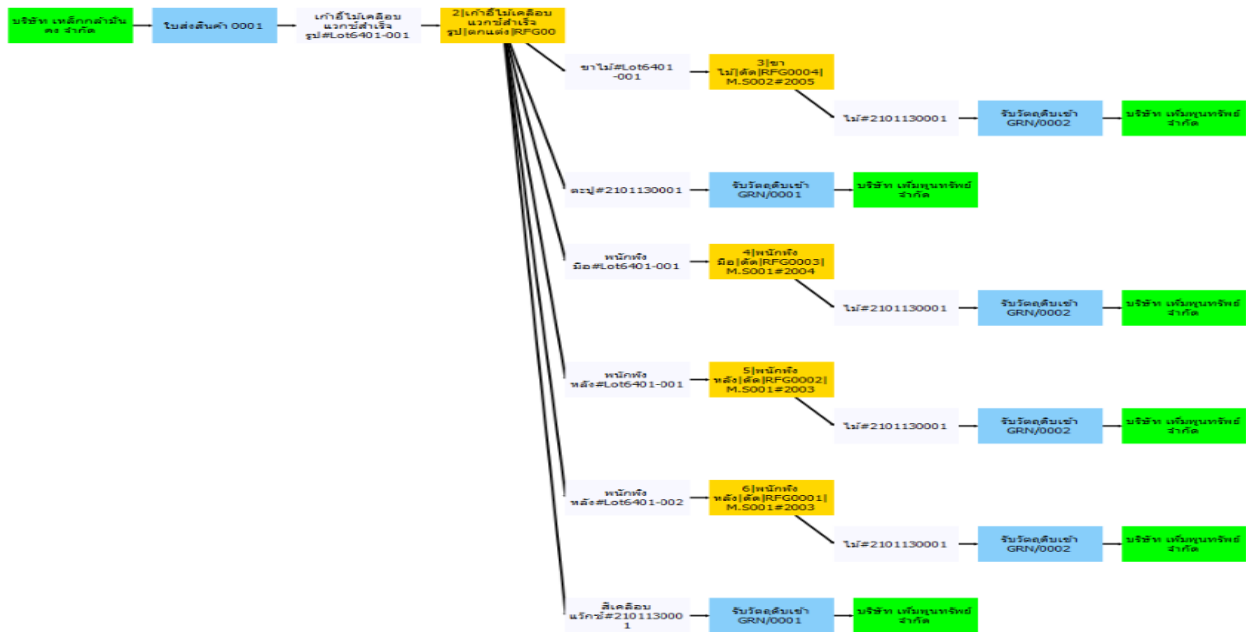 บริษัท เหล็กกล้ามั่น
คง จำกัด
ใบส่งสินค้า 0001
เก้าอี้ไม้เคลือบ
แวกซ์สำเร็จ
รูป#Lot6401-001
2|เก้าอี้ไม้เคลือบ
แวกซ์สำเร็จ
รูป|ตกแต่ง|RFG00
ขาไม้#Lot6401
-001
3|ขา
ไม้|ตัด|RFG0004|
M.S002#2005
ไม้#2101130001
รับวัตถุดิบเข้า
GRN/0002
บริษัท เพิ่มพูนทรัพย์
จำกัด
ตะปู#2101130001
รับวัตถุดิบเข้า
GRN/0001
บริษัท เพิ่มพูนทรัพย์
จำกัด
พนักพิง
มือ#Lot6401-001
4|พนักพิง
มือ|ตัด|RFG0003|
M.S001#2004
ไม้#2101130001
รับวัตถุดิบเข้า
GRN/0002
บริษัท เพิ่มพูนทรัพย์
จำกัด
พนักพิง
หลัง#Lot6401-001
5|พนักพิง
หลัง|ตัด|RFG0002|
M.S001#2003
ไม้#2101130001
รับวัตถุดิบเข้า
GRN/0002
บริษัท เพิ่มพูนทรัพย์
จำกัด
พนักพิง
หลัง#Lot6401-002
6|พนักพิง
หลัง|ตัด|RFG0001|
M.S001#2003
ไม้#2101130001
รับวัตถุดิบเข้า
GRN/0002
บริษัท เพิ่มพูนทรัพย์
จำกัด
สีเคลือบ
แว๊กซ์#210113000
1
รับวัตถุดิบเข้า
GRN/0001
บริษัท เพิ่มพูนทรัพย์
จำกัด